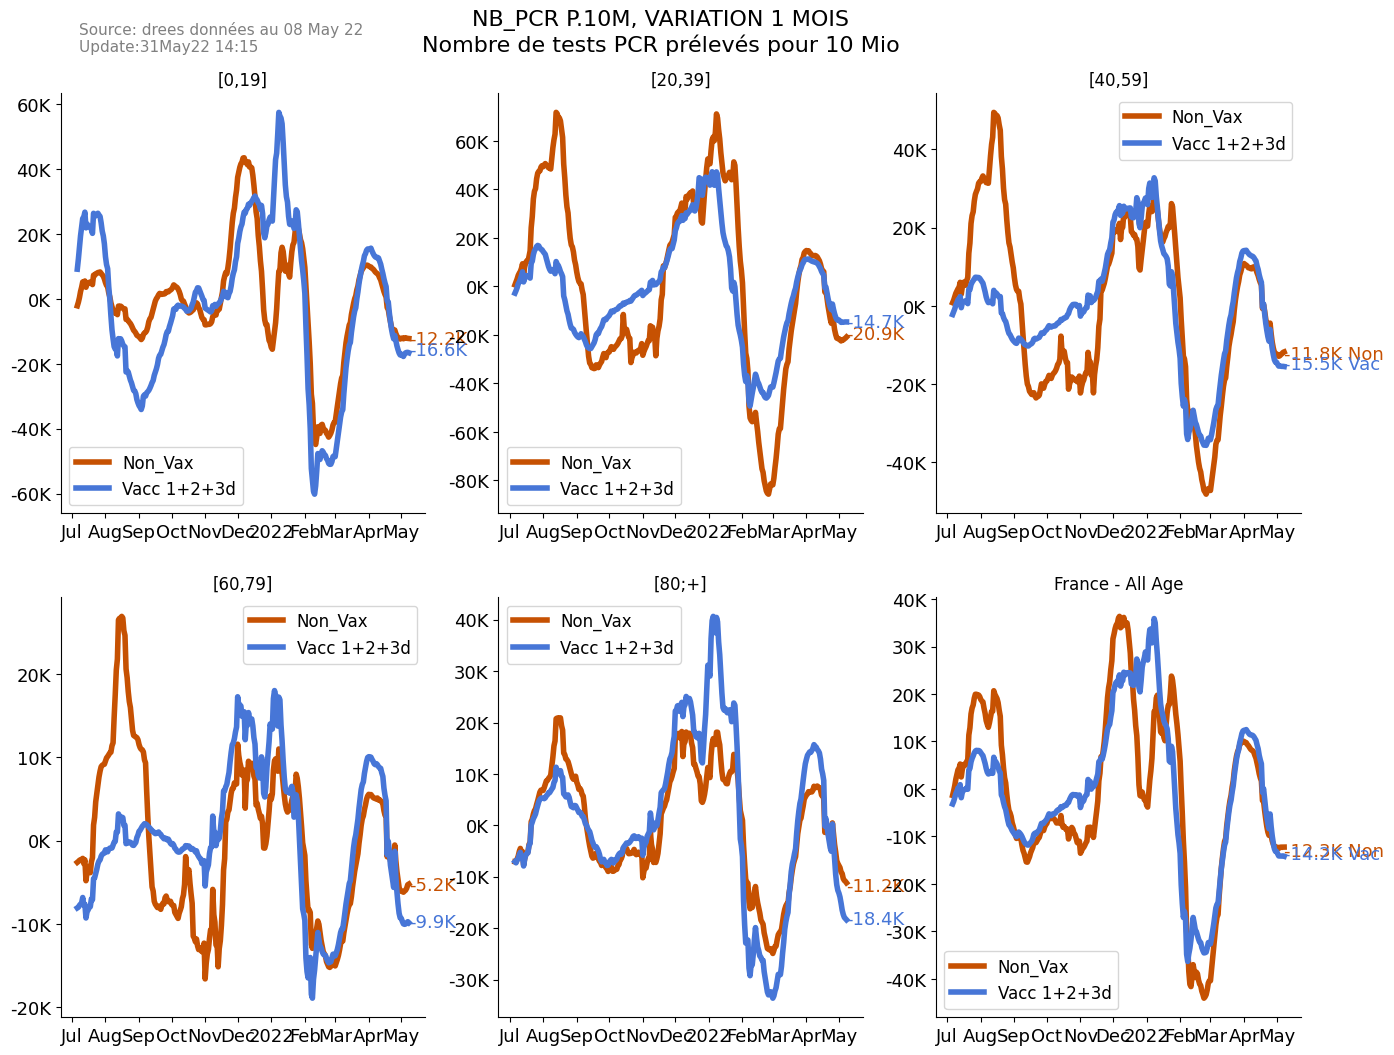 Source: drees données au 08 May 22
Update:31May22 14:15
NB_PCR P.10M, VARIATION 1 MOIS
Nombre de tests PCR prélevés pour 10 Mio
[0,19]
60K
40K
20K
0K
-20K
-40K
-60K
-12.2K
-16.6K
Non_Vax
Vacc 1+2+3d
Jul Aug Sep Oct Nov Dec 2022 Feb Mar Apr May
[20,39]
60K
40K
20K
0K
-20K
-40K
-60K
-80K
-14.7K
-20.9K
Non_Vax
Vacc 1+2+3d
Jul Aug Sep Oct Nov Dec 2022 Feb Mar Apr May
[40,59]
Non_Vax
Vacc 1+2+3d
40K
20K
0K
-20K
-40K
-11.8K Non
-15.5K Vac
Jul Aug Sep Oct Nov Dec 2022 Feb Mar Apr May
[60,79]
Non_Vax
Vacc 1+2+3d
20K
10K
0K
-10K
-20K
-5.2K
-9.9K
Jul Aug Sep Oct Nov Dec 2022 Feb Mar Apr May
[80;+]
Non_Vax
Vacc 1+2+3d
40K
30K
20K
10K
0K
-10K
-20K
-30K
-11.2K
-18.4K
Jul Aug Sep Oct Nov Dec 2022 Feb Mar Apr May
France - All Age
40K
30K
20K
10K
0K
-10K
-20K
-30K
-40K
-12.3K Non
-14.2K Vac
Non_Vax
Vacc 1+2+3d
Jul Aug Sep Oct Nov Dec 2022 Feb Mar Apr May